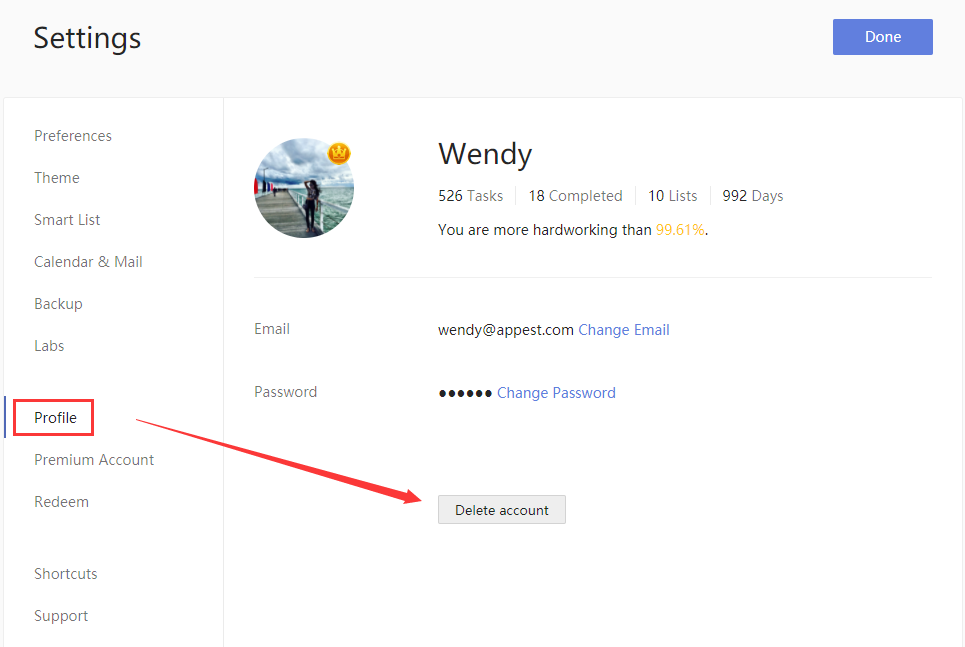 Settings
Done
Preferences
Theme
Smart List
Calendar & Mail
Backup
Labs
Profile
Premium Account
Redeem
Shortcuts
Support
Wendy
526 Tasks 18 Completed 10 Lists 992 Days
You are more hardworking than 99.61%.
Email wendy@appest.com Change Email
Password ●●●●●● Change Password
Delete account